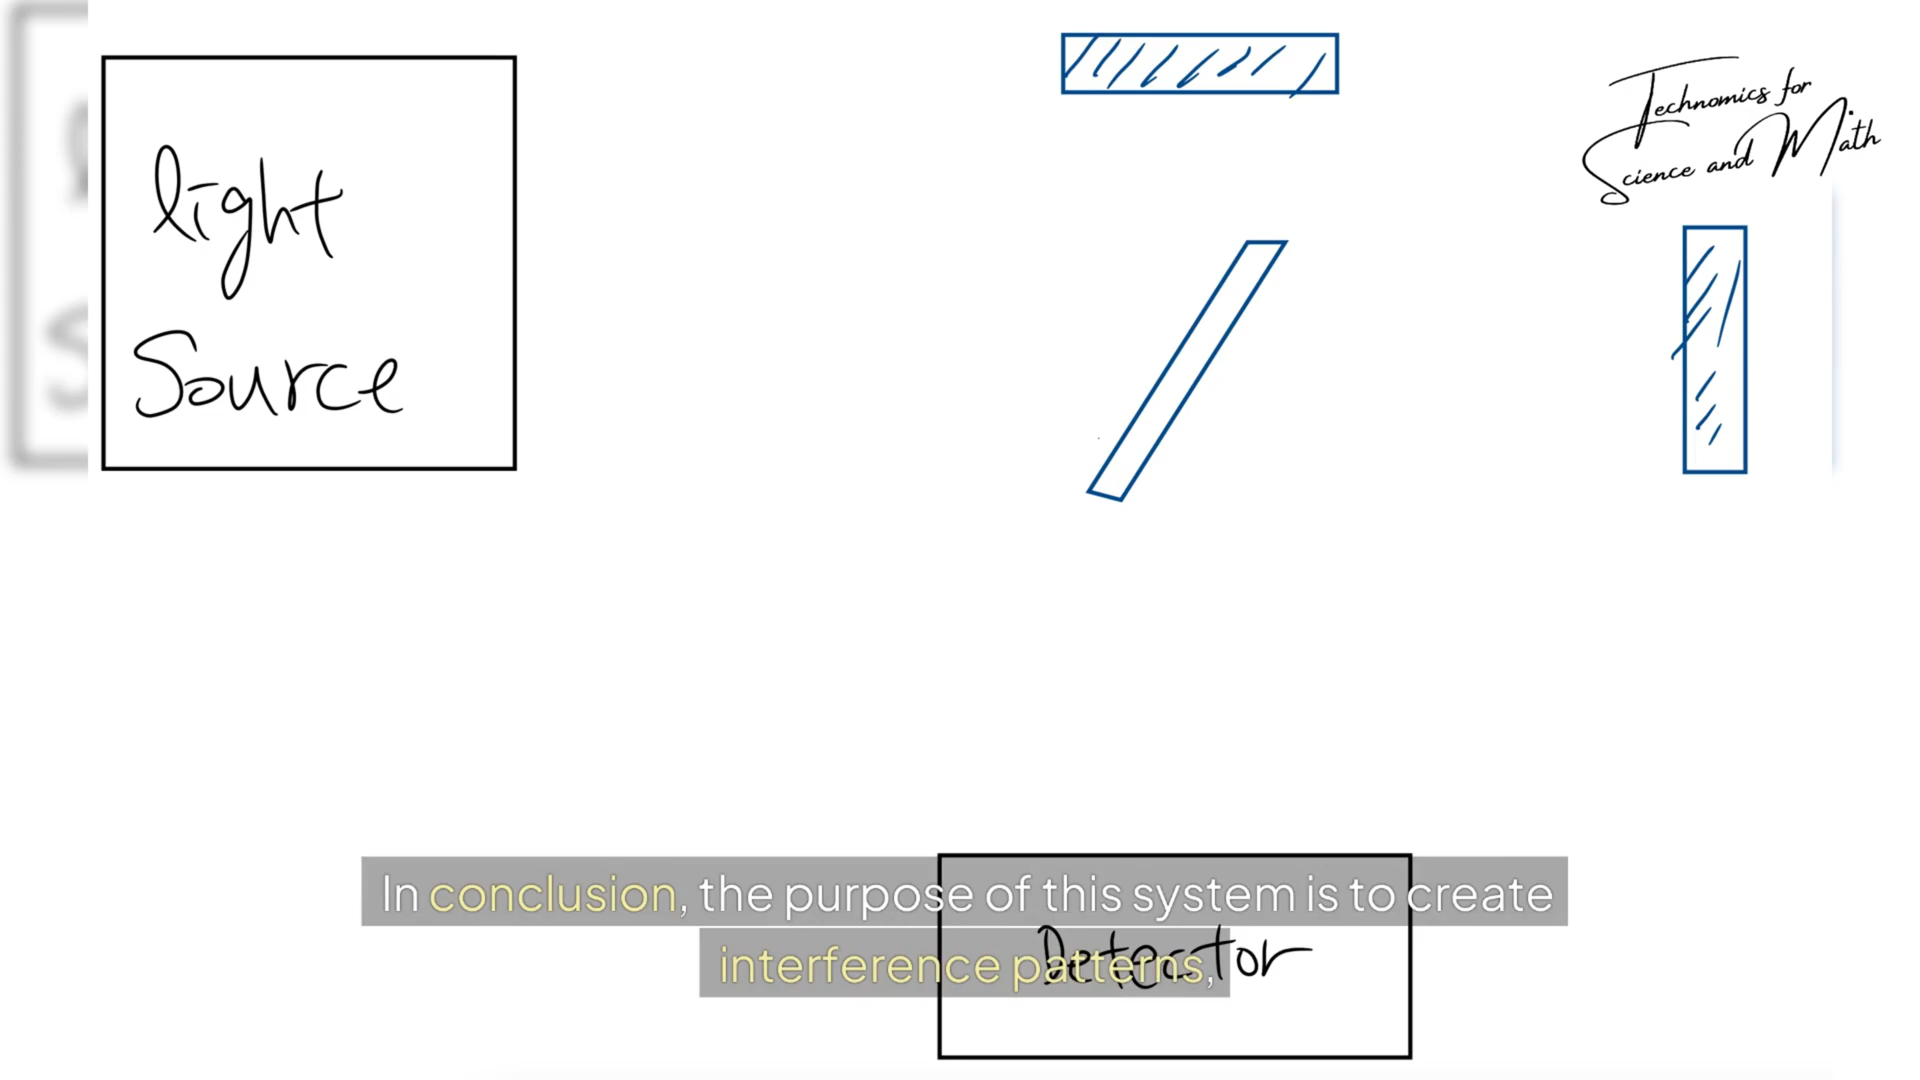 light
Source
Technomics for
Science and Math
In conclusion, the purpose of this system is to create
interference patterns,
Detector